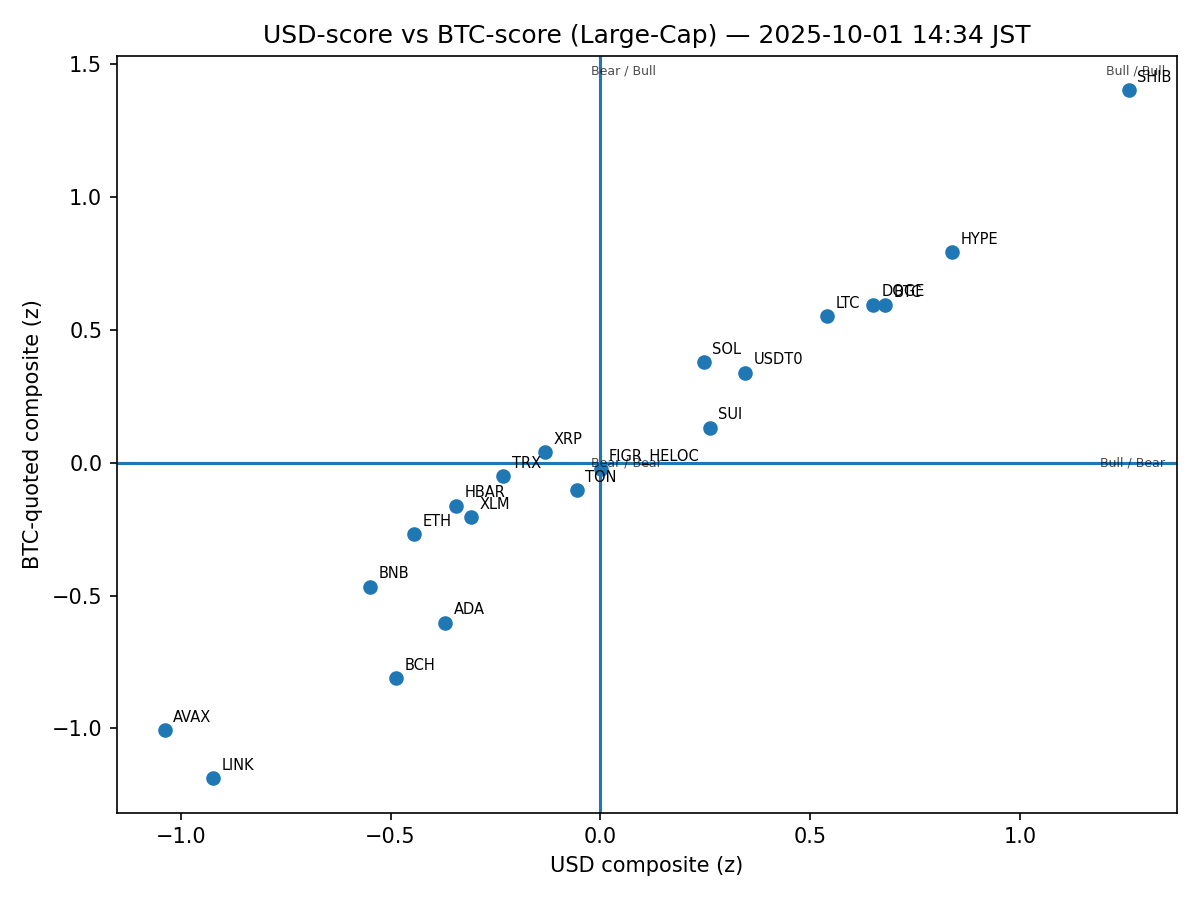 USD-score vs BTC-score (Large-Cap) — 2025-10-01 14:34 JST
1.5
Bear / Bull
Bull / Bull
SHIB
1.0
HYPE
DOGE
BTC
LTC
0.5
SOL
USDT0
SUI
XRP
FIGR_HELOC
0.0
TRX
Bear / Bear
Bull / Bear
TON
HBAR
XLM
ETH
BTC-quoted composite (z)
−0.5
BNB
ADA
BCH
−1.0
AVAX
LINK
−1.0
−0.5
0.0
0.5
1.0
USD composite (z)